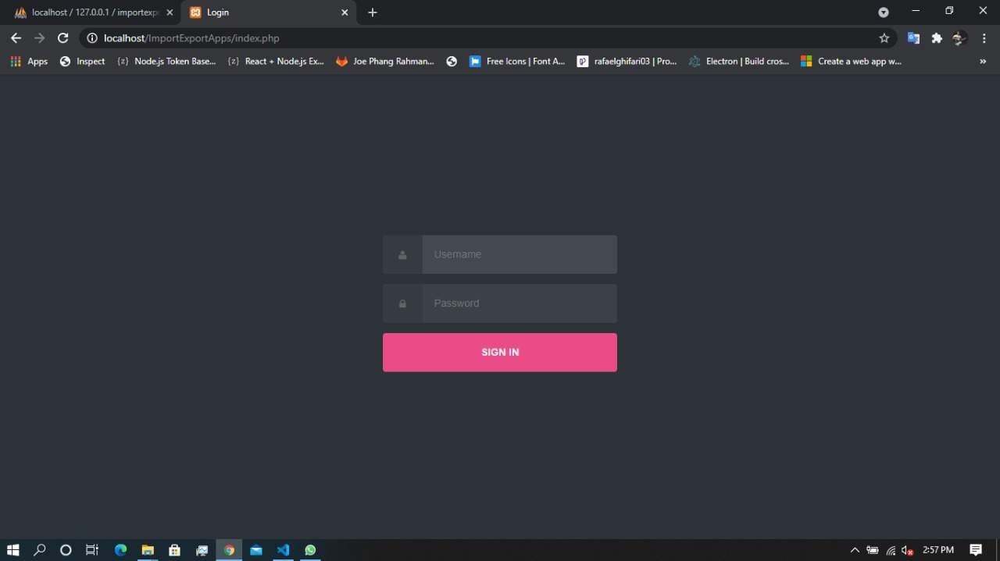 localhost / 127.0.0.1 / importexpo
Login
localhost/ImportExportApps/index.php
Apps
Inspect
Node.js Token Base...
React + Node.js Ex...
Joe Phang Rahman...
Free Icons | Font A...
rafaelghifari03 | Pro...
Electron | Build cros...
Create a web app w...
»
Username
Password
SIGN IN
2:57 PM